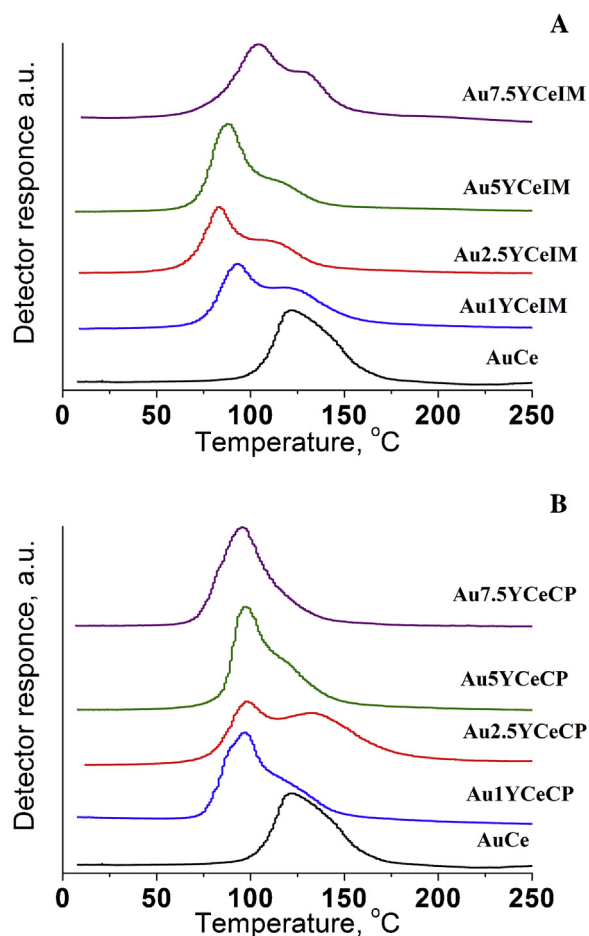 A
Detector responce a.u.
Au7.5YCeIM
Au5YCeIM
Au2.5YCeIM
Au1YCeIM
AuCe
0 50 100 150 200 250
Temperature, °C
B
Detector responce, a.u.
Au7.5YCeCP
Au5YCeCP
Au2.5YCeCP
Au1YCeCP
AuCe
0 50 100 150 200 250
Temperature, °C